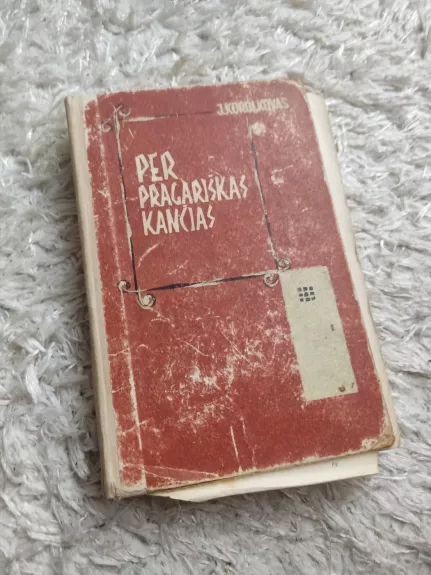 J. KOROLKOVAS
PER
PRAGARIŠKAS
KANČIAS